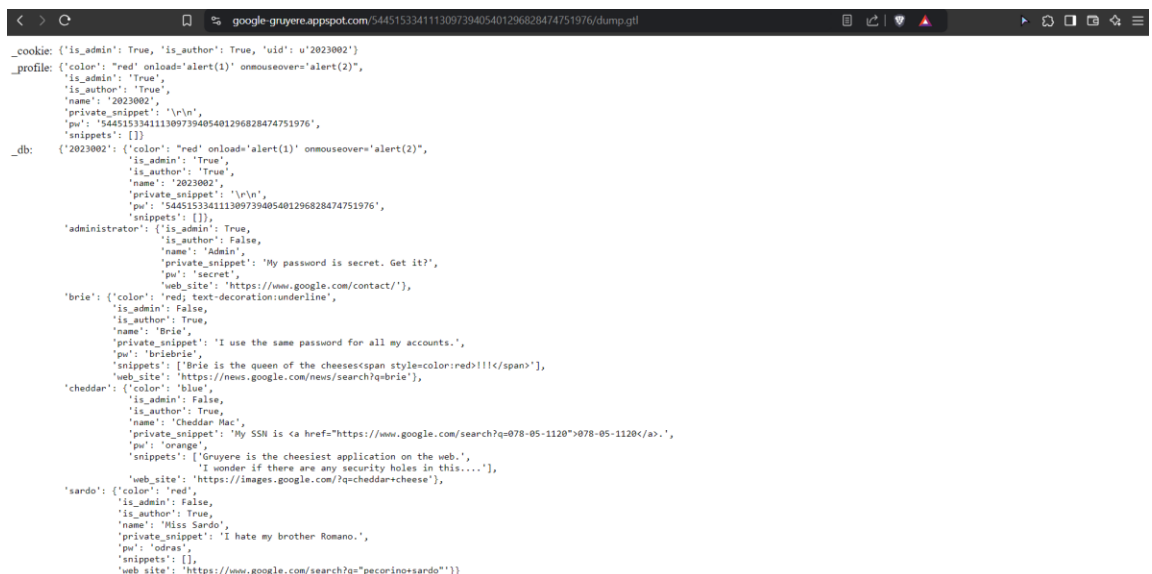 google-gruyere.appspot.com/544515334111309739405401296828474751976/dump.gtl
_cookie: {'is_admin': True, 'is_author': True, 'uid': u'2023002'}
_profile: {'color': "red' onload='alert(1)' onmouseover='alert(2)",
'is_admin': 'True',
'is_author': 'True',
'name': '2023002',
'private_snippet': '\r\n',
'pw': '544515334111309739405401296828474751976',
'snippets': []}
_db: {'2023002': {'color': "red' onload='alert(1)' onmouseover='alert(2)",
'is_admin': 'True',
'is_author': 'True',
'name': '2023002',
'private_snippet': '\r\n',
'pw': '544515334111309739405401296828474751976',
'snippets': []},
'administrator': {'is_admin': True,
'is_author': False,
'name': 'Admin',
'private_snippet': 'My password is secret. Get it?',
'pw': 'secret',
'web_site': 'https://www.google.com/contact/'},
'brie': {'color': 'red; text-decoration:underline',
'is_admin': False,
'is_author': True,
'name': 'Brie',
'private_snippet': 'I use the same password for all my accounts.',
'pw': 'briebrie',
'snippets': ['Brie is the queen of the cheeses<span style=color:red>!!!</span>'],
'web_site': 'https://news.google.com/news/search?q=brie'},
'cheddar': {'color': 'blue',
'is_admin': False,
'is_author': True,
'name': 'Cheddar Mac',
'private_snippet': 'My SSN is <a href="https://www.google.com/search?q=078-05-1120">078-05-1120</a>.',
'pw': 'orange',
'snippets': ['Gruyere is the cheesiest application on the web.',
'I wonder if there are any security holes in this....'],
'web_site': 'https://images.google.com/?q=cheddar+cheese'},
'sardo': {'color': 'red',
'is_admin': False,
'is_author': True,
'name': 'Miss Sardo',
'private_snippet': 'I hate my brother Romano.',
'pw': 'odras',
'snippets': [],
'web_site': 'https://www.google.com/search?q="pecorino+sardo"'}}